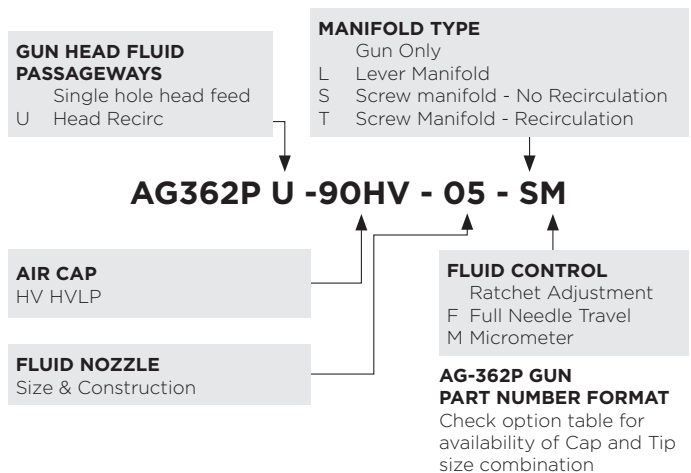 GUN HEAD FLUID
PASSAGEWAYS
Single hole head feed
U Head Recirc
MANIFOLD TYPE
Gun Only
L Lever Manifold
S Screw manifold - No Recirculation
T Screw Manifold - Recirculation
AG362P U -90HV - 05 - SM
AIR CAP
HV HVLP
FLUID NOZZLE
Size & Construction
FLUID CONTROL
Ratchet Adjustment
F Full Needle Travel
M Micrometer
AG-362P GUN
PART NUMBER FORMAT
Check option table for
availability of Cap and Tip
size combination